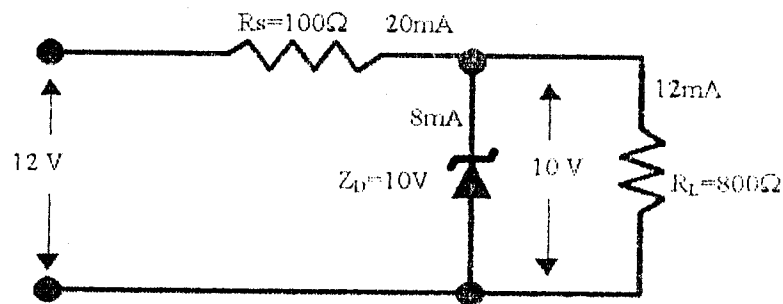 Rs=100Ω 20mA
12mA
8mA
12 V
Z_D=10V
10 V
R_L=800Ω